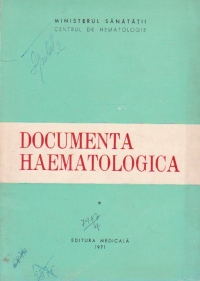 MINISTERUL SĂNĂTĂȚII
CENTRUL DE HEMATOLOGIE
DOCUMENTA
HAEMATOLOGICA
*
EDITURA MEDICALĂ
1971